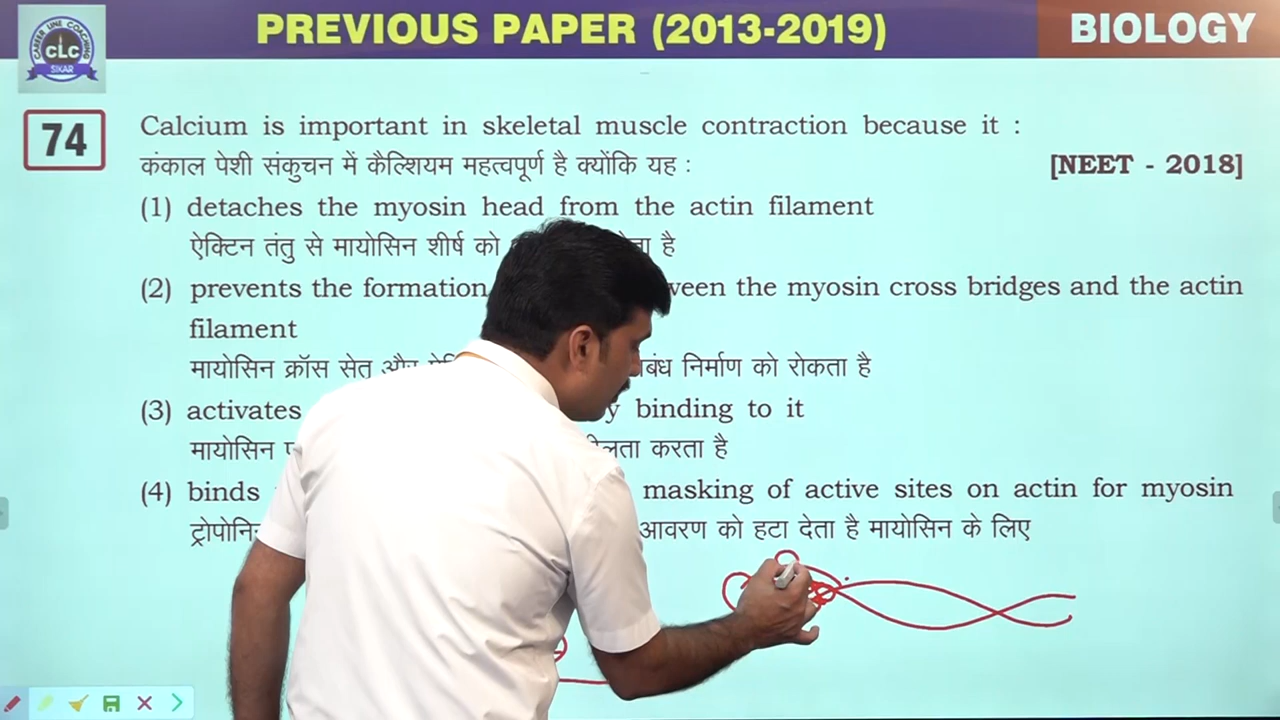 PREVIOUS PAPER (2013-2019)
BIOLOGY
CAREER LINE COACHING
CLC
SIKAR
74
Calcium is important in skeletal muscle contraction because it :
कंकाल पेशी संकुचन में कैल्शियम महत्वपूर्ण है क्योंकि यह :
[NEET - 2018]
(1) detaches the myosin head from the actin filament
ऐक्टिन तंतु से मायोसिन शीर्ष को है
(2) prevents the formation the myosin cross bridges and the actin
filament
मायोसिन क्रॉस निर्माण को रोकता है
(3) activates binding to it
मायोसिन करता है
(4) binds masking of active sites on actin for myosin
आवरण को हटा देता है मायोसिन के लिए